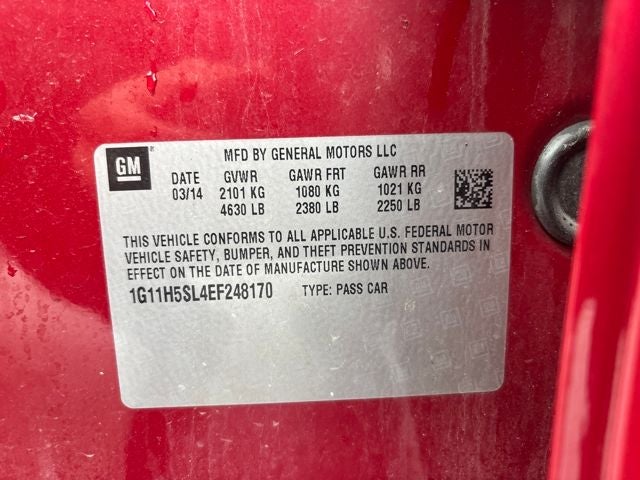 GM
MFD BY GENERAL MOTORS LLC
DATE GVWR GAWR FRT GAWR RR
03/14 2101 KG 1080 KG 1021 KG
4630 LB 2380 LB 2250 LB
THIS VEHICLE CONFORMS TO ALL APPLICABLE U.S. FEDERAL MOTOR
VEHICLE SAFETY, BUMPER, AND THEFT PREVENTION STANDARDS IN
EFFECT ON THE DATE OF MANUFACTURE SHOWN ABOVE.
1G11H5SL4EF248170 TYPE: PASS CAR